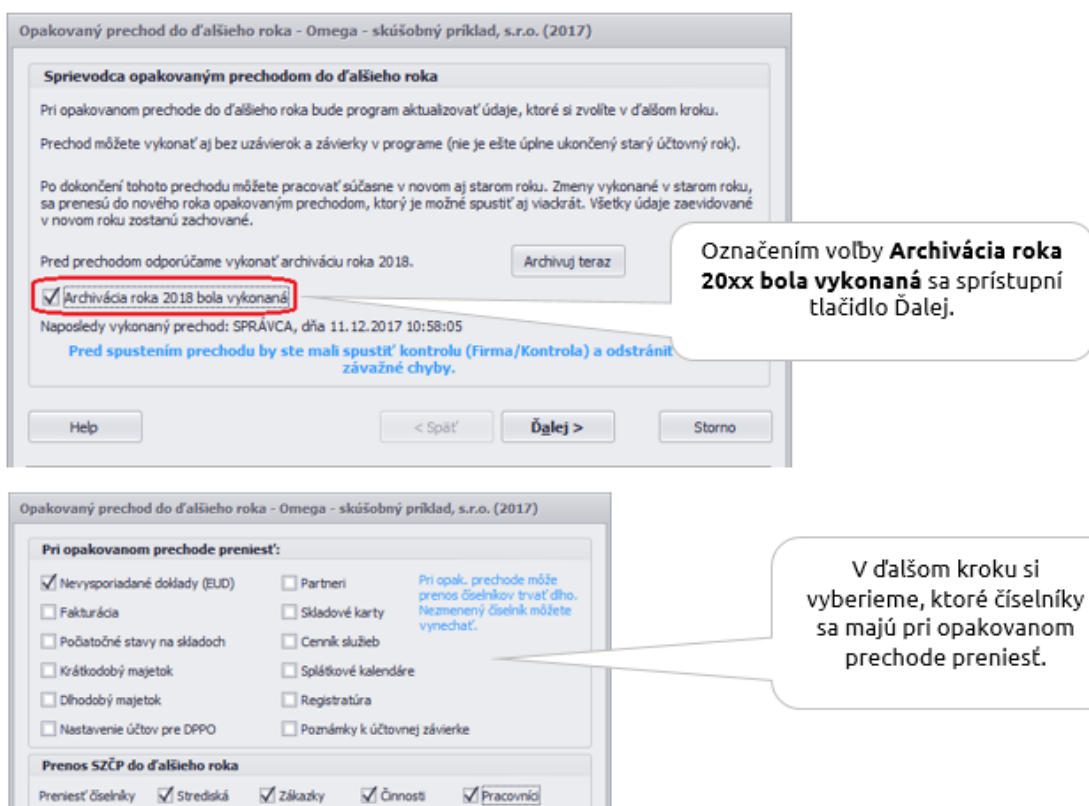 Opakovaný prechod do ďalšieho roka - Omega - skúšobný príklad, s.r.o. (2017)
Sprievodca opakovaným prechodom do ďalšieho roka
Pri opakovanom prechode do ďalšieho roka bude program aktualizovať údaje, ktoré si zvolíte v ďalšom kroku.
Prechod môžete vykonať aj bez uzávierok a závierky v programe (nie je ešte úplne ukončený starý účtovný rok).
Po dokončení tohoto prechodu môžete pracovať súčasne v novom aj starom roku. Zmeny vykonané v starom roku,
sa prenesú do nového roka opakovaným prechodom, ktorý je možné spustiť aj viackrát. Všetky údaje zaevidované
v novom roku zostanú zachované.
Pred prechodom odporúčame vykonať archiváciu roka 2018.
Archivuj teraz
Archivácia roka 2018 bola vykonaná
Naposledy vykonaný prechod: SPRÁVCA, dňa 11.12.2017 10:58:05
Pred spustením prechodu by ste mali spustiť kontrolu (Firma/Kontrola) a odstrániť
závažné chyby.
Help
< Späť
Ďalej >
Storno
Označením voľby Archivácia roka
20xx bola vykonaná sa sprístupní
tlačidlo Ďalej.
Opakovaný prechod do ďalšieho roka - Omega - skúšobný príklad, s.r.o. (2017)
Pri opakovanom prechode preniesť:
Nevysporiadané doklady (EUD)
Partneri
Fakturácia
Skladové karty
Počiatočné stavy na skladoch
Cenník služieb
Krátkodobý majetok
Splátkové kalendáre
Dlhodobý majetok
Registratúra
Nastavenie účtov pre DPPO
Poznámky k účtovnej závierke
Pri opak. prechode môže
prenos číselníkov trvať dlho.
Nezmenený číselník môžete
vynechať.
Prenos SZČP do ďalšieho roka
Preniesť číselníky
Strediská
Zákazky
Činnosti
Pracovníci
V ďalšom kroku si
vyberieme, ktoré číselníky
sa majú pri opakovanom
prechode preniesť.